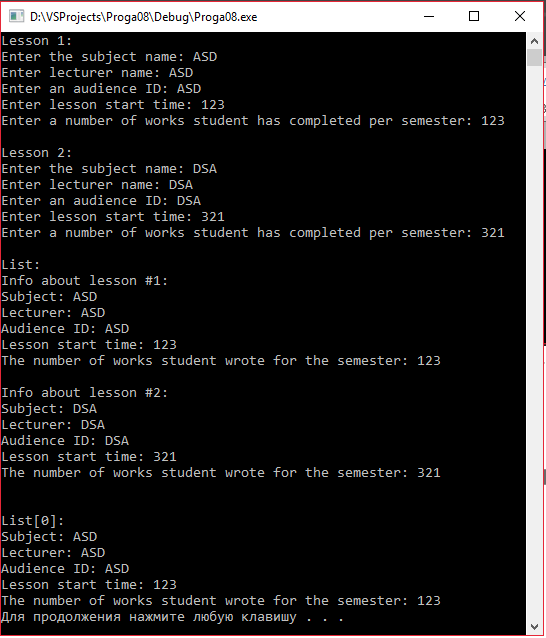 D:\VSProjects\Proga08\Debug\Proga08.exe
Lesson 1:
Enter the subject name: ASD
Enter lecturer name: ASD
Enter an audience ID: ASD
Enter lesson start time: 123
Enter a number of works student has completed per semester: 123
Lesson 2:
Enter the subject name: DSA
Enter lecturer name: DSA
Enter an audience ID: DSA
Enter lesson start time: 321
Enter a number of works student has completed per semester: 321
List:
Info about lesson #1:
Subject: ASD
Lecturer: ASD
Audience ID: ASD
Lesson start time: 123
The number of works student wrote for the semester: 123
Info about lesson #2:
Subject: DSA
Lecturer: DSA
Audience ID: DSA
Lesson start time: 321
The number of works student wrote for the semester: 321
List[0]:
Subject: ASD
Lecturer: ASD
Audience ID: ASD
Lesson start time: 123
The number of works student wrote for the semester: 123
Для продолжения нажмите любую клавишу . . .